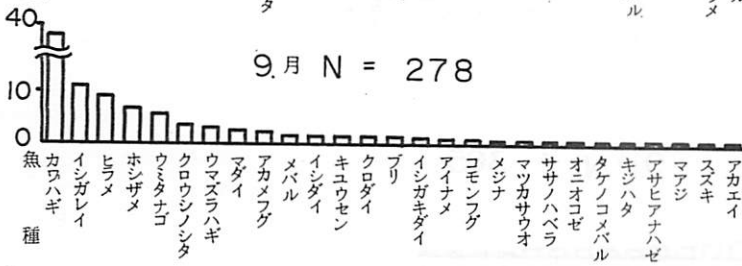 40
タ
ル
メ
9.月 N = 278
10
0
魚種
カワハギ
イシガレイ
ヒラメ
ホシザメ
ウミタナゴ
クロウシノシタ
ウマズラハギ
マダイ
アカメフグ
メバル
イシダイ
キユウセン
クロダイ
ブリ
イシガキダイ
アイナメ
コモンフグ
メジナ
マツカサウオ
ササノハベラ
オニオコゼ
タケノコメバル
キジハタ
アサヒアナハゼ
マアジ
スズキ
アカエイ